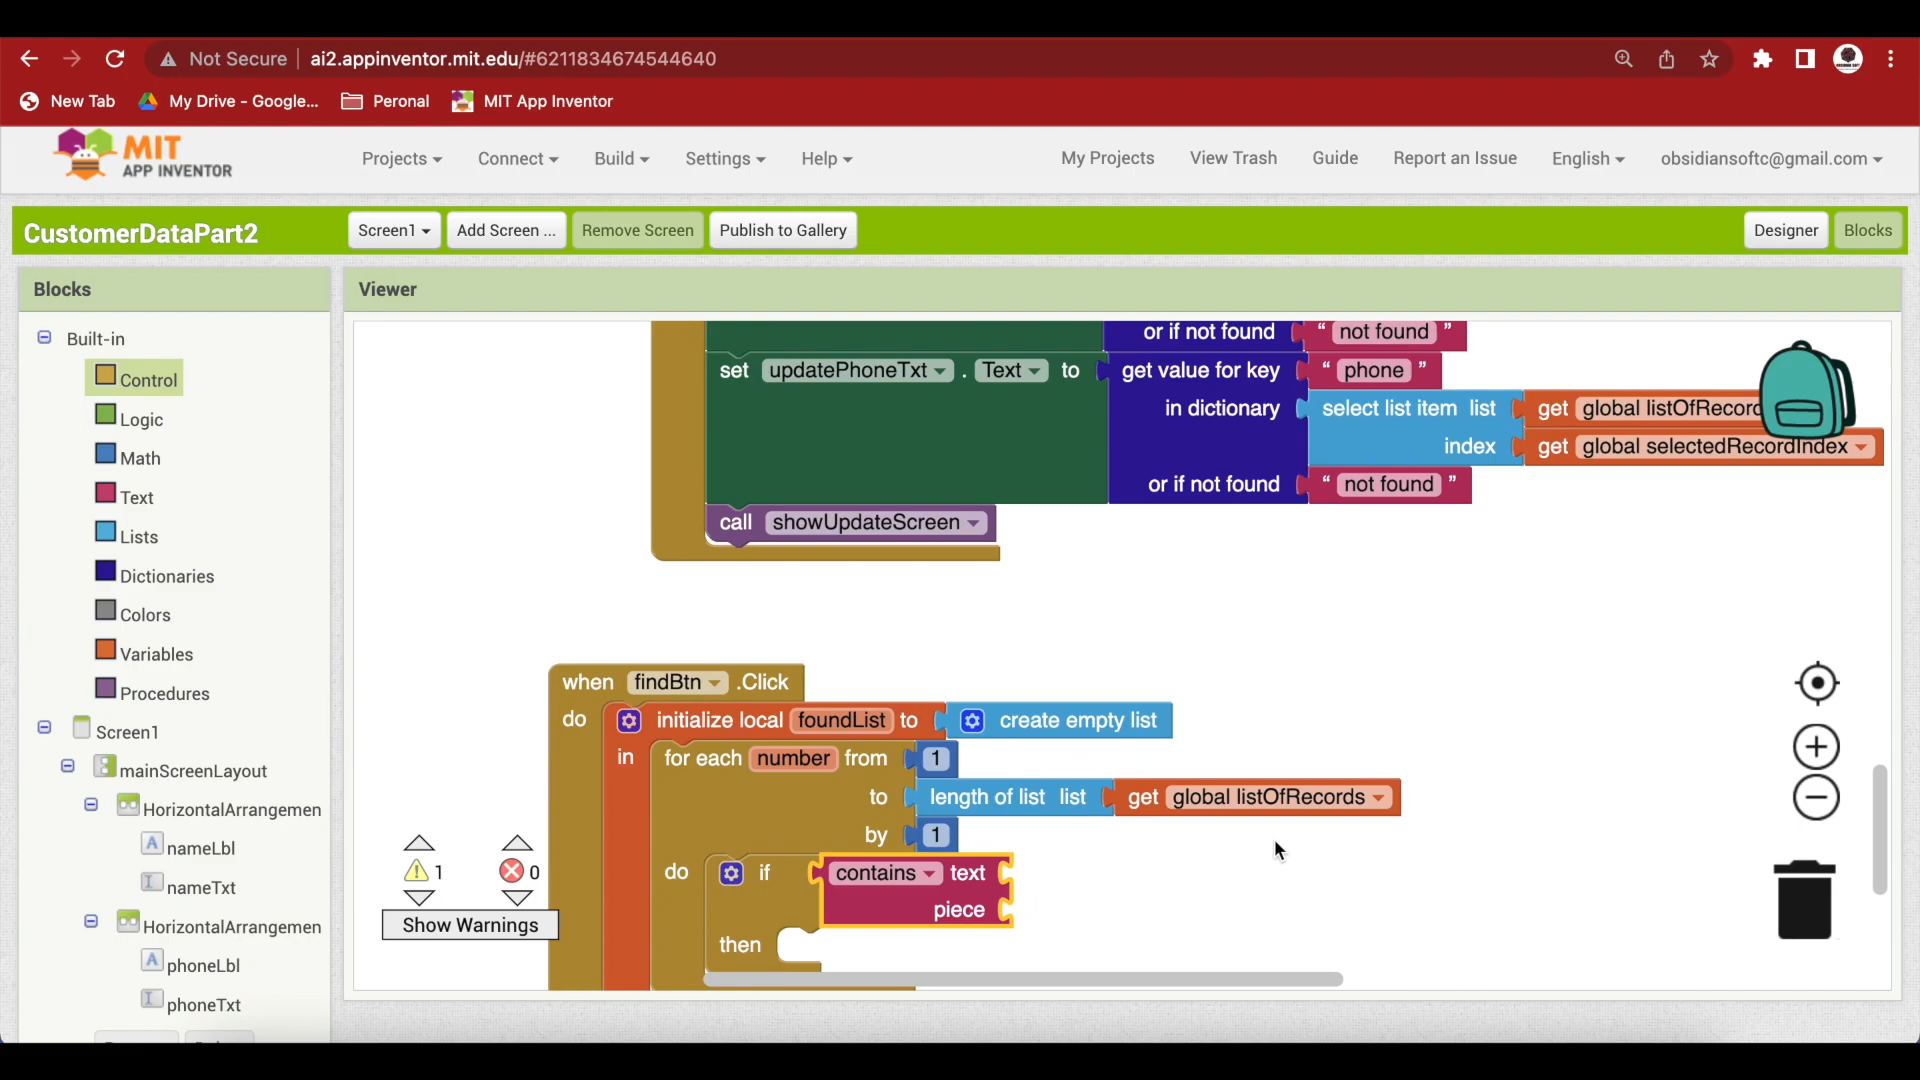 Not Secure ai2.appinventor.mit.edu/#6211834674544640
New Tab My Drive - Google... Peronal MIT App Inventor
MIT
APP INVENTOR
Projects Connect Build Settings Help My Projects View Trash Guide Report an Issue English obsidiansoftc@gmail.com
CustomerDataPart2 Screen1 Add Screen ... Remove Screen Publish to Gallery Designer Blocks
Blocks
Viewer
Built-in
Control
Logic
Math
Text
Lists
Dictionaries
Colors
Variables
Procedures
Screen1
mainScreenLayout
HorizontalArrangemen
nameLbl
nameTxt
HorizontalArrangemen
phoneLbl
phoneTxt
or if not found “ not found ”
set updatePhoneTxt . Text to get value for key “ phone ”
in dictionary select list item list get global listOfRecord
index get global selectedRecordIndex
or if not found “ not found ”
call showUpdateScreen
when findBtn .Click
do initialize local foundList to create empty list
in for each number from 1
to length of list list get global listOfRecords
by 1
do if contains text
piece
then
1 0
Show Warnings